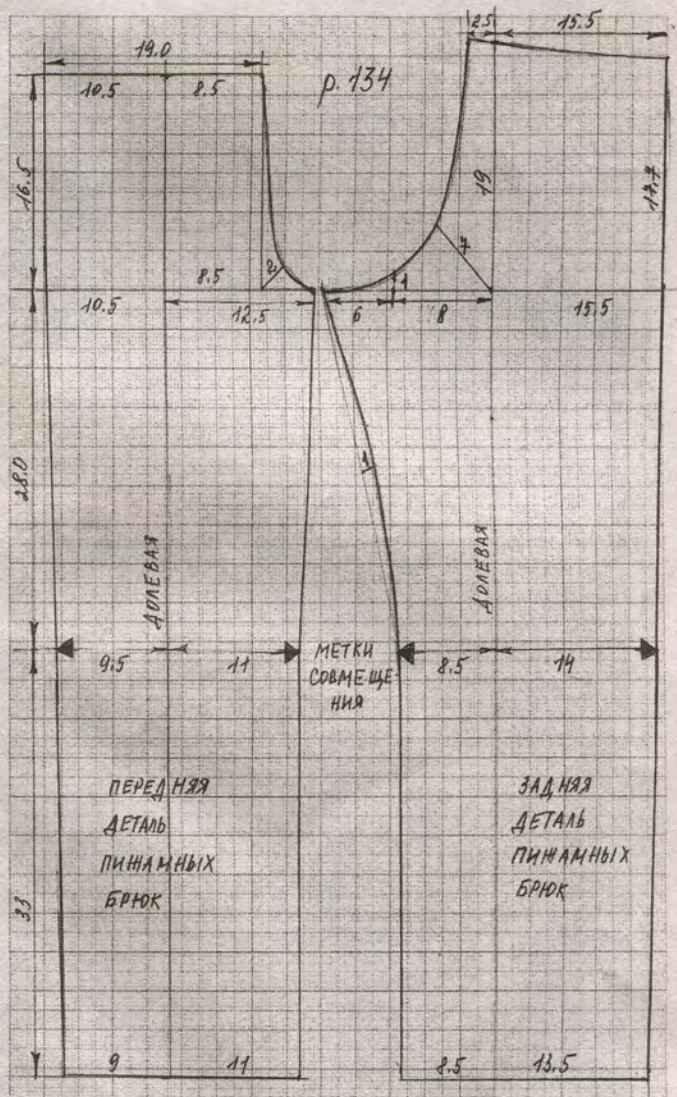 2.5 15.5
19.0
10.5 8.5
р. 134
16.5
19
17,7
2
7
8.5
1
10.5
12.5
6
8
15,5
28.0
1
ДОЛЕВАЯ
ДОЛЕВАЯ
9.5 11
МЕТКИ
СОВМЕЩЕ-
НИЯ
8.5 14
ПЕРЕДНЯЯ
ДЕТАЛЬ
ПИЖАМНЫХ
БРЮК
ЗАДНЯЯ
ДЕТАЛЬ
ПИЖАМНЫХ
БРЮК
33
9 11
8.5 13,5